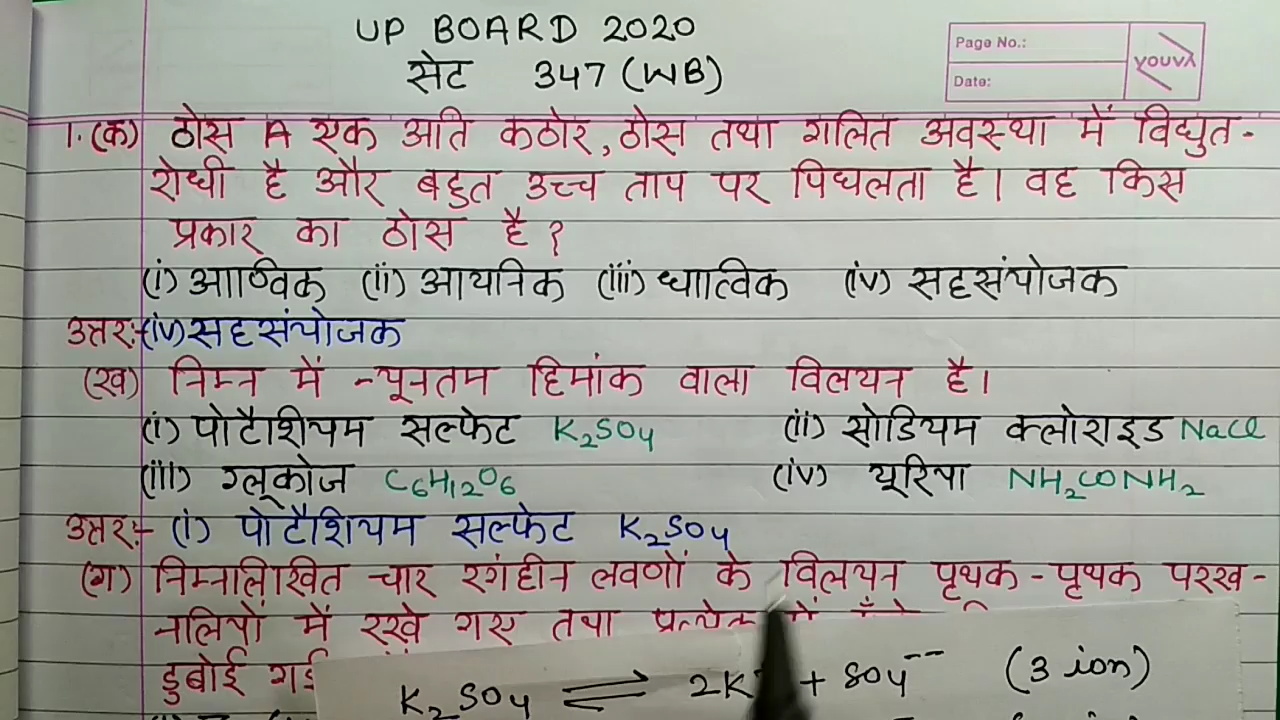 UP BOARD 2020
सेट 347 (WB)
Page No.:
Date:
YOUVA
1. (क) ठोस A एक अति कठोर, ठोस तथा गलित अवस्था में विद्युत-
रोधी है और बहुत उच्च ताप पर पिघलता है। वह किस
प्रकार का ठोस है?
(i) आण्विक (ii) आयनिक (iii) धात्विक (iv) सहसंयोजक
उत्तर:-(iv) सहसंयोजक
(ख) निम्न में न्यूनतम हिमांक वाला विलयन है।
(i) पोटैशियम सल्फेट K₂SO₄ (ii) सोडियम क्लोराइड NaCl
(iii) ग्लूकोज C₆H₁₂O₆ (iv) यूरिया NH₂CONH₂
उत्तर:- (i) पोटैशियम सल्फेट K₂SO₄
(ग) निम्नलिखित चार रगंहीन लवणों के विलयन पृथक-पृथक परख-
नलियों में रखे गए तथा प्रत्येक में
डुबोई गई
K₂SO₄ ⇌ 2K + SO₄⁻⁻ (3 ion)